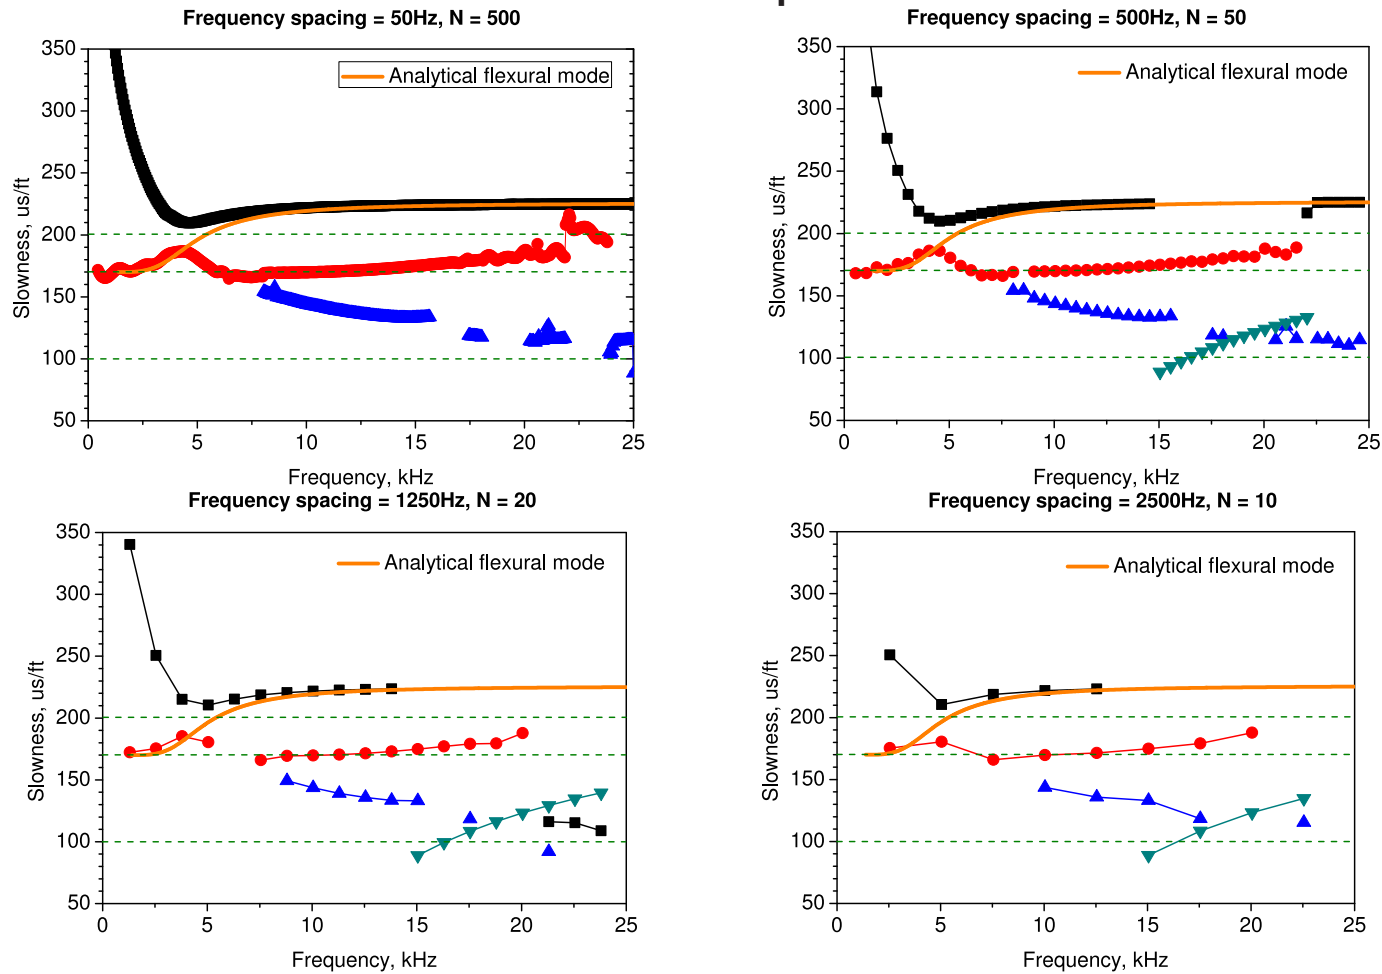 Frequency spacing = 50Hz, N = 500
350
300
250
200
150
100
50
Slowness, us/ft
Analytical flexural mode
0 5 10 15 20 25
Frequency, kHz
Frequency spacing = 500Hz, N = 50
350
300
250
200
150
100
50
Slowness, us/ft
Analytical flexural mode
0 5 10 15 20 25
Frequency, kHz
Frequency spacing = 1250Hz, N = 20
350
300
250
200
150
100
50
Slowness, us/ft
Analytical flexural mode
0 5 10 15 20 25
Frequency, kHz
Frequency spacing = 2500Hz, N = 10
350
300
250
200
150
100
50
Slowness, us/ft
Analytical flexural mode
0 5 10 15 20 25
Frequency, kHz